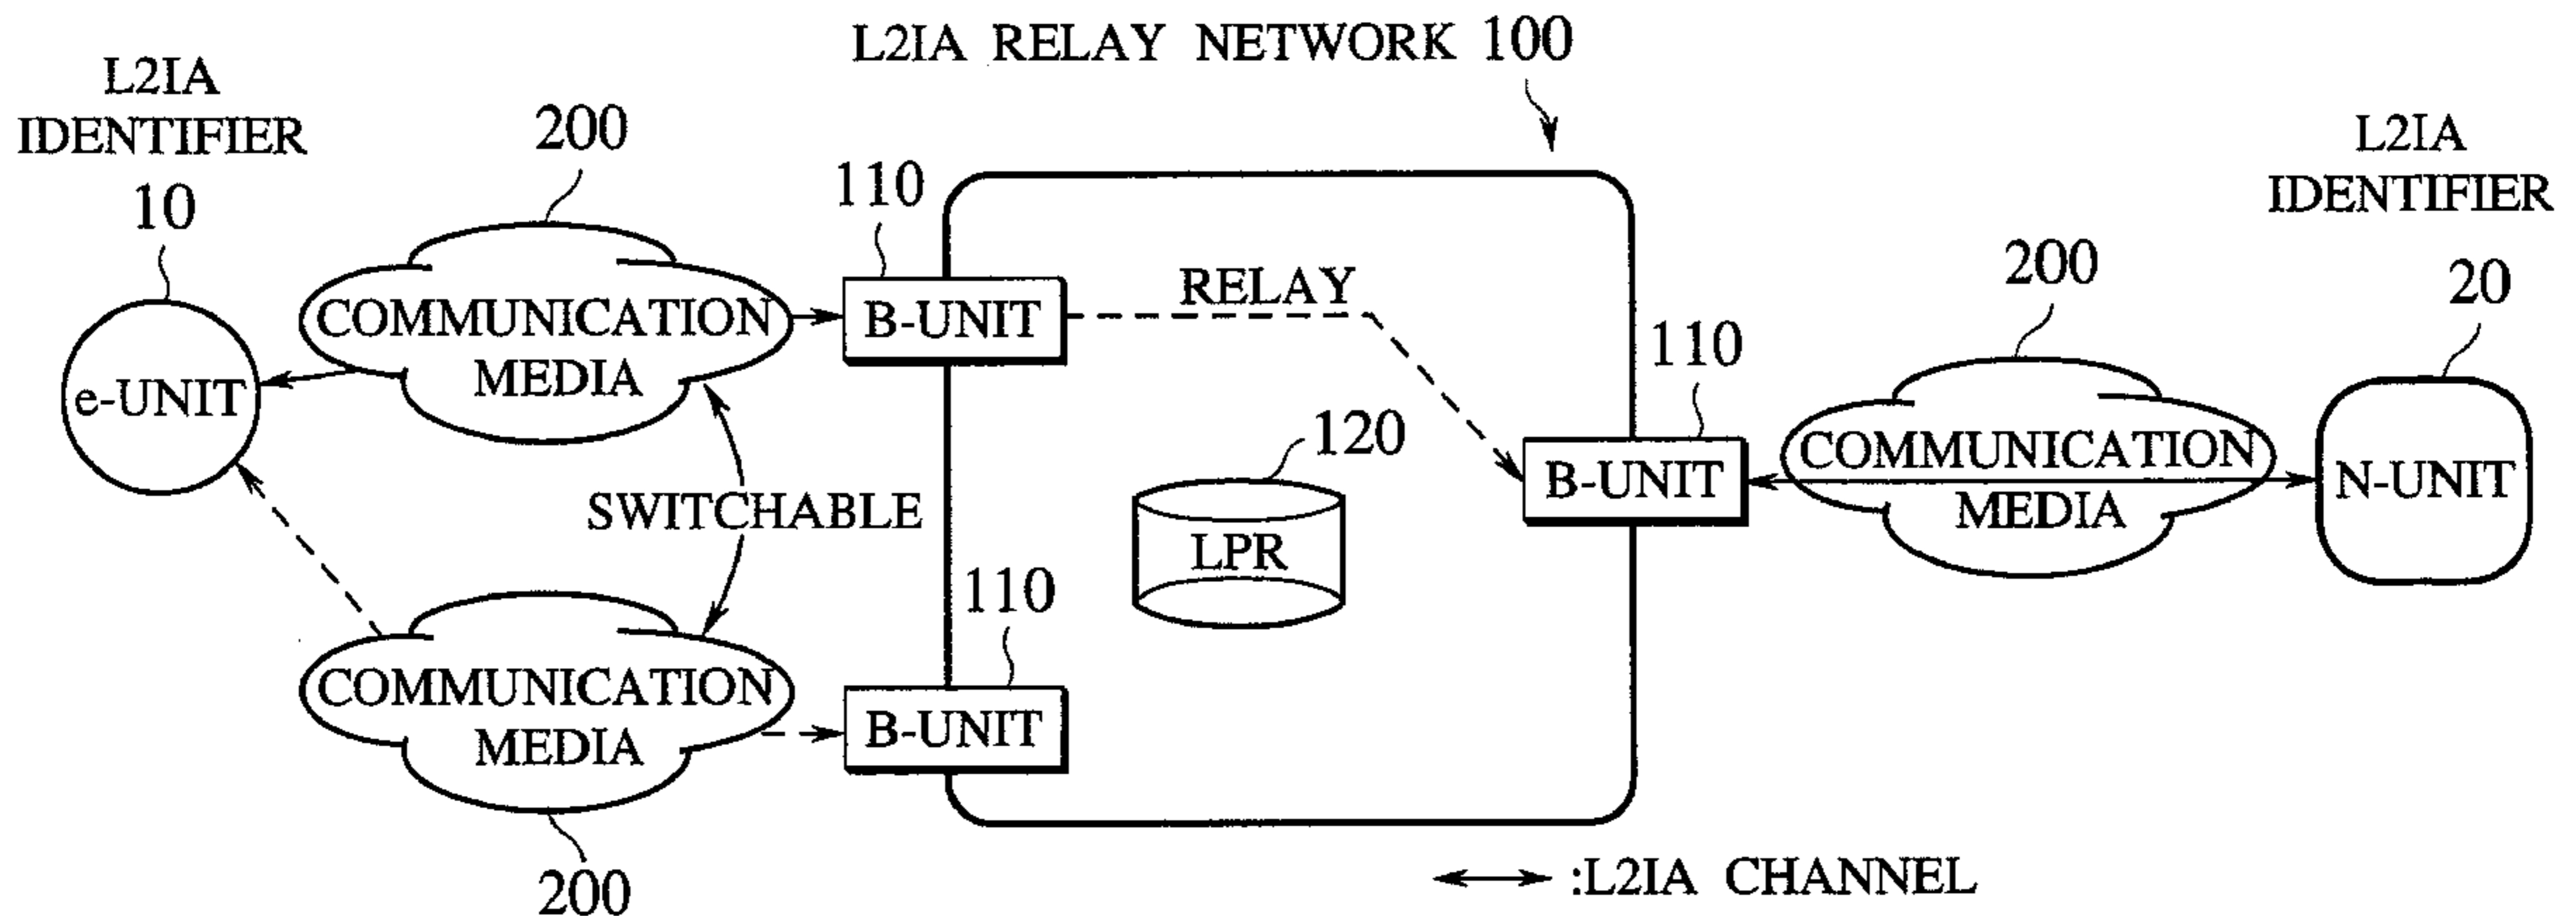 L2IA RELAY NETWORK 100
L2IA
IDENTIFIER
10
200
110
L2IA
IDENTIFIER
20
200
COMMUNICATION
MEDIA
B-UNIT
RELAY
e-UNIT
110
COMMUNICATION
MEDIA
B-UNIT
N-UNIT
SWITCHABLE
120
LPR
110
COMMUNICATION
MEDIA
B-UNIT
200
:L2IA CHANNEL